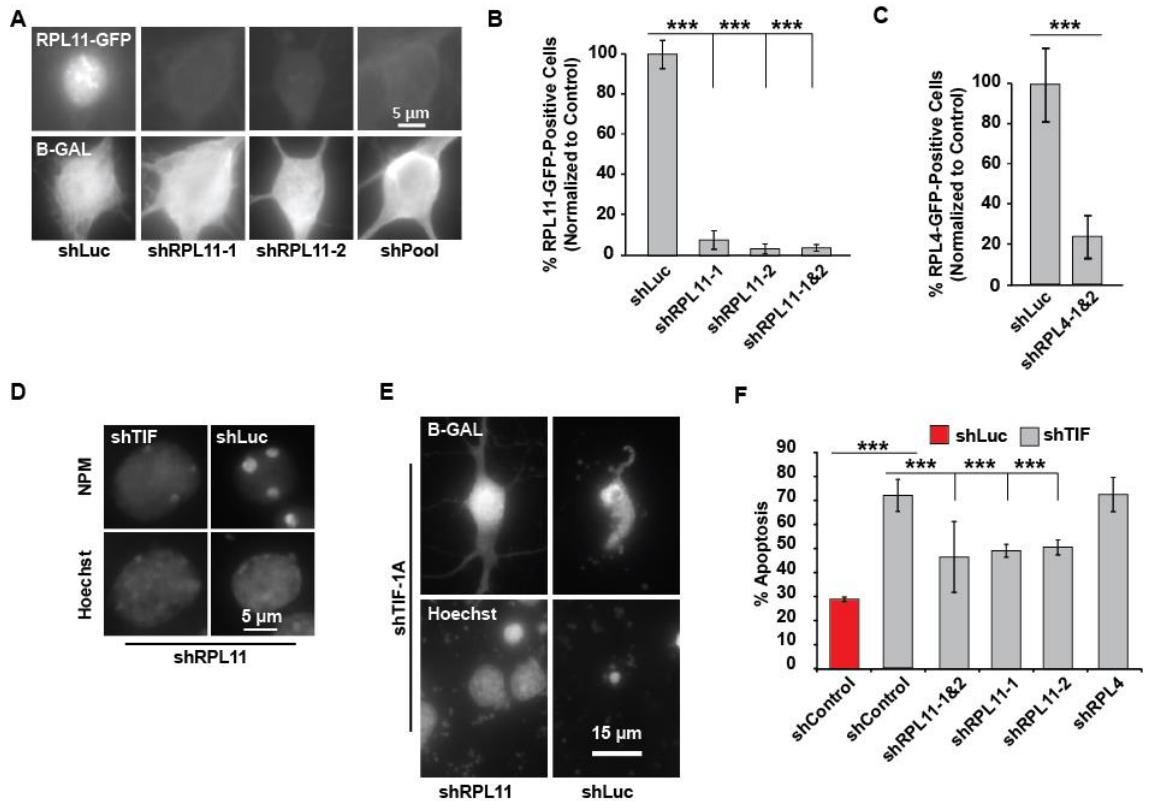 A
RPL11-GFP
5 µm
B-GAL
shLuc shRPL11-1 shRPL11-2 shPool
B
*** *** ***
% RPL11-GFP-Positive Cells
(Normalized to Control)
100
80
60
40
20
0
shLuc
shRPL11-1
shRPL11-2
shRPL11-1&2
C
***
% RPL4-GFP-Positive Cells
(Normalized to Control)
100
80
60
40
20
0
shLuc
shRPL4-1&2
D
shTIF shLuc
NPM
Hoechst
5 µm
shRPL11
E
B-GAL
shTIF-1A
Hoechst
15 µm
shRPL11 shLuc
F
shLuc shTIF
***
*** *** ***
% Apoptosis
90
80
70
60
50
40
30
20
10
0
shControl
shControl
shRPL11-1&2
shRPL11-1
shRPL11-2
shRPL4